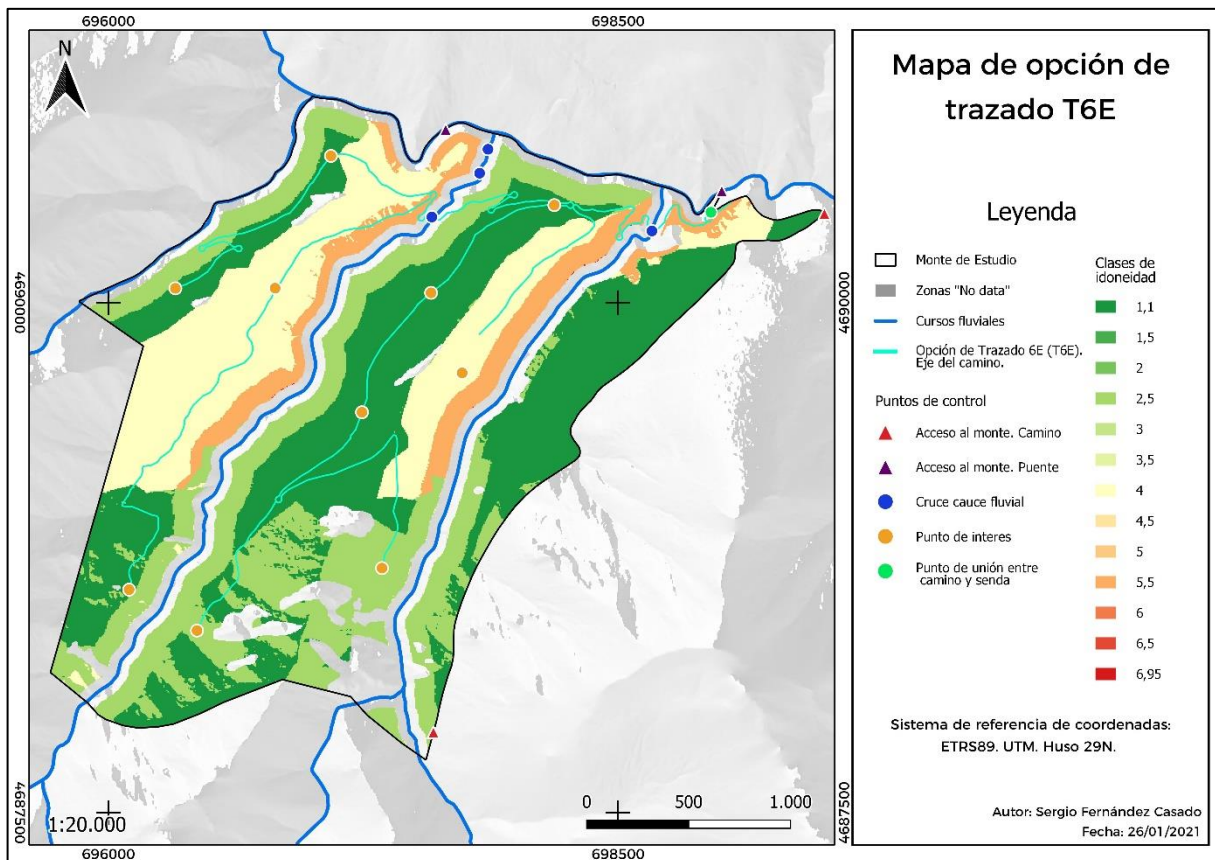 696000
698500
N
4690000
4690000
4687500
4687500
1:20.000
0
500
1.000
696000
698500
Mapa de opción de
trazado T6E
Leyenda
Monte de Estudio
Zonas "No data"
Cursos fluviales
Opción de Trazado 6E (T6E).
Eje del camino.
Puntos de control
Acceso al monte. Camino
Acceso al monte. Puente
Cruce cauce fluvial
Punto de interes
Punto de unión entre
camino y senda
Clases de
idoneidad
1,1
1,5
2
2,5
3
3,5
4
4,5
5
5,5
6
6,5
6,95
Sistema de referencia de coordenadas:
ETRS89. UTM. Huso 29N.
Autor: Sergio Fernández Casado
Fecha: 26/01/2021